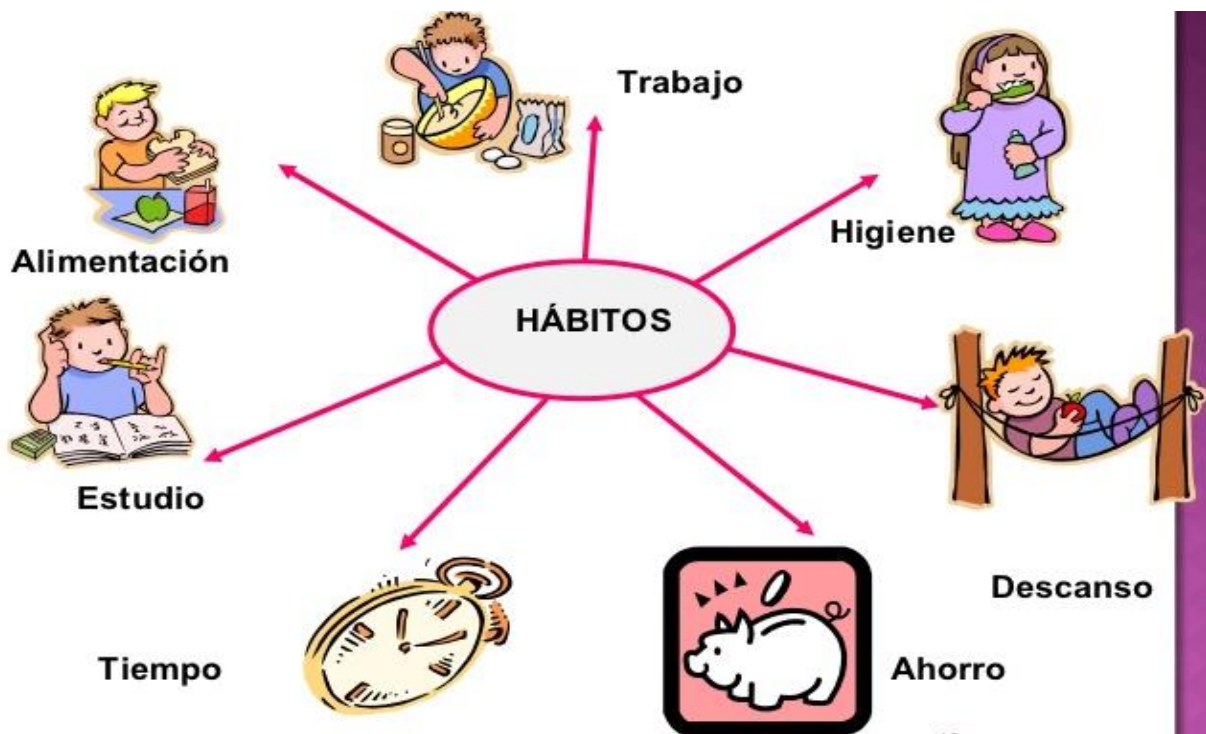 Trabajo
Higiene
Alimentación
HÁBITOS
Estudio
Descanso
Tiempo
Ahorro